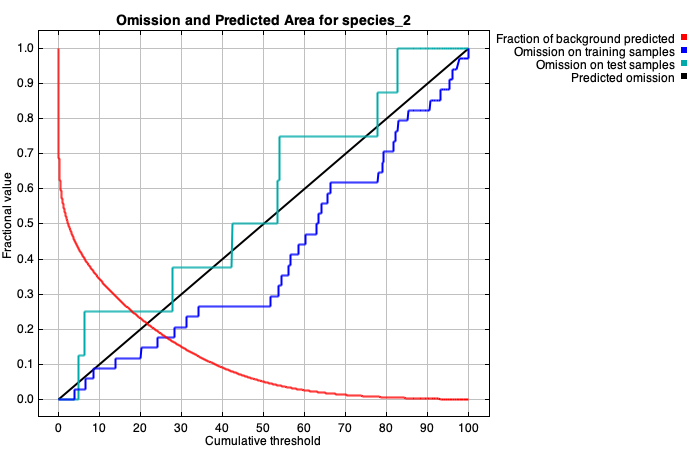 Omission and Predicted Area for species_2
Fraction of background predicted
Omission on training samples
Omission on test samples
Predicted omission
Fractional value
1.0
0.9
0.8
0.7
0.6
0.5
0.4
0.3
0.2
0.1
0.0
0 10 20 30 40 50 60 70 80 90 100
Cumulative threshold